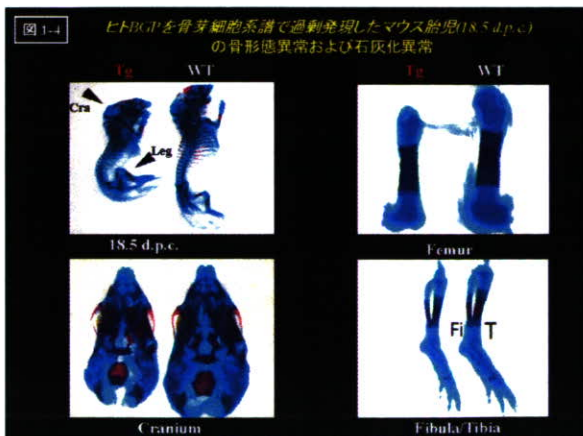 図 1-4
ヒトBGPを骨芽細胞系譜で過剰発現したマウス胎児(18.5 d.p.c.)
の骨形態異常および石灰化異常
Tg WT
Cra
Leg
18.5 d.p.c.
Tg WT
Femur
Cranium
Fi T
Fibula/Tibia